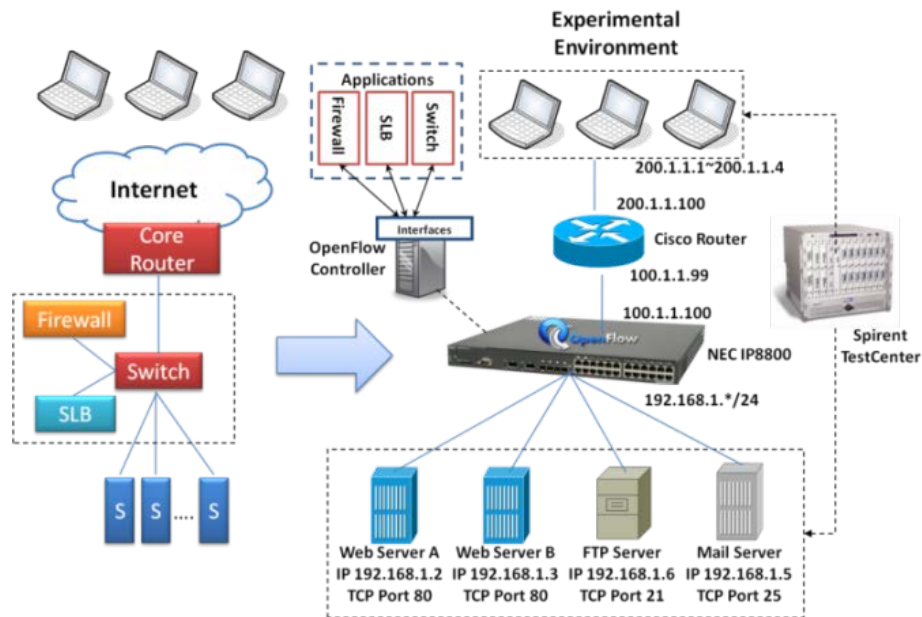 Internet
Core
Router
Firewall
Switch
SLB
S
S
....
S
Applications
Firewall
SLB
Switch
Interfaces
OpenFlow
Controller
Experimental
Environment
200.1.1.1~200.1.1.4
200.1.1.100
Cisco Router
100.1.1.99
100.1.1.100
OpenFlow
NEC IP8800
192.168.1.*/24
Spirent
TestCenter
Web Server A
IP 192.168.1.2
TCP Port 80
Web Server B
IP 192.168.1.3
TCP Port 80
FTP Server
IP 192.168.1.6
TCP Port 21
Mail Server
IP 192.168.1.5
TCP Port 25